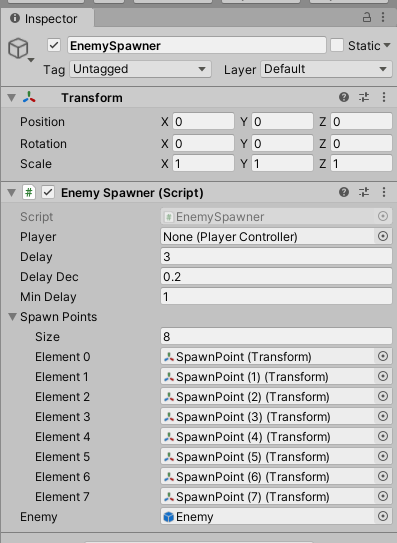 Inspector
EnemySpawner Static
Tag Untagged Layer Default
Transform
Position X 0 Y 0 Z 0
Rotation X 0 Y 0 Z 0
Scale X 1 Y 1 Z 1
# Enemy Spawner (Script)
Script # EnemySpawner
Player None (Player Controller)
Delay 3
Delay Dec 0.2
Min Delay 1
Spawn Points
Size 8
Element 0 SpawnPoint (Transform)
Element 1 SpawnPoint (1) (Transform)
Element 2 SpawnPoint (2) (Transform)
Element 3 SpawnPoint (3) (Transform)
Element 4 SpawnPoint (4) (Transform)
Element 5 SpawnPoint (5) (Transform)
Element 6 SpawnPoint (6) (Transform)
Element 7 SpawnPoint (7) (Transform)
Enemy Enemy